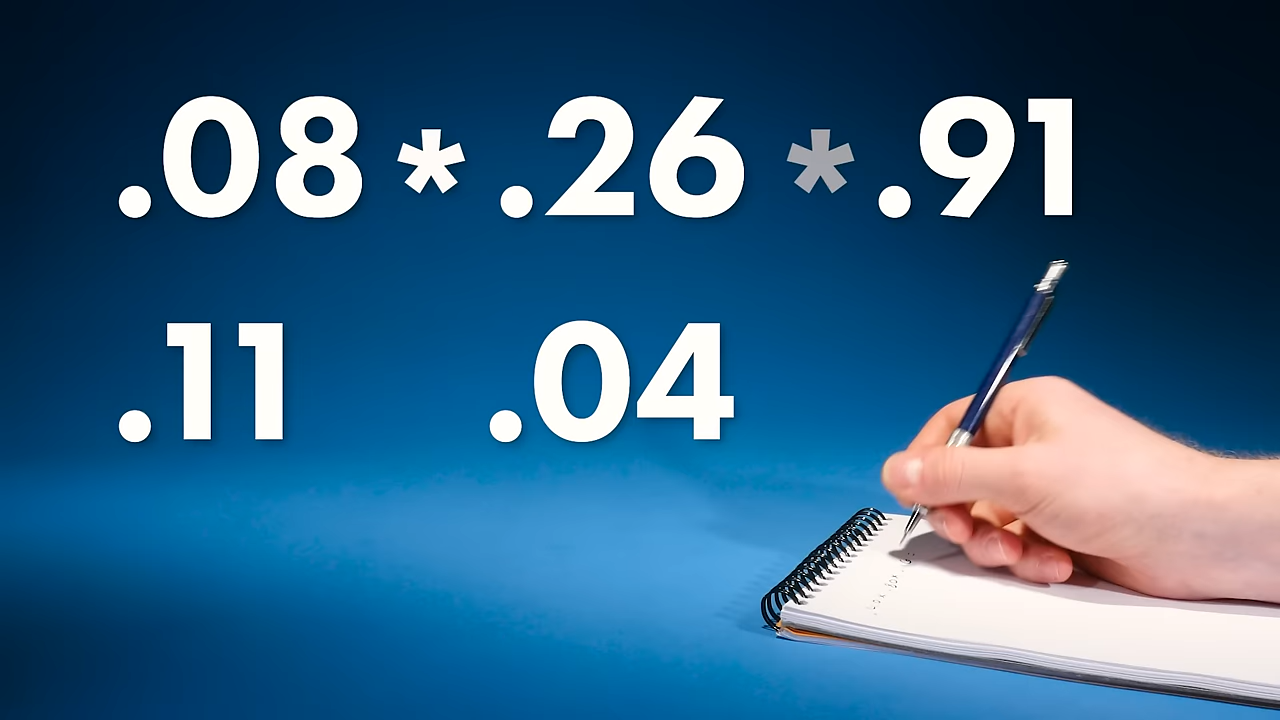 .08 * .26 * .91
.11 .04